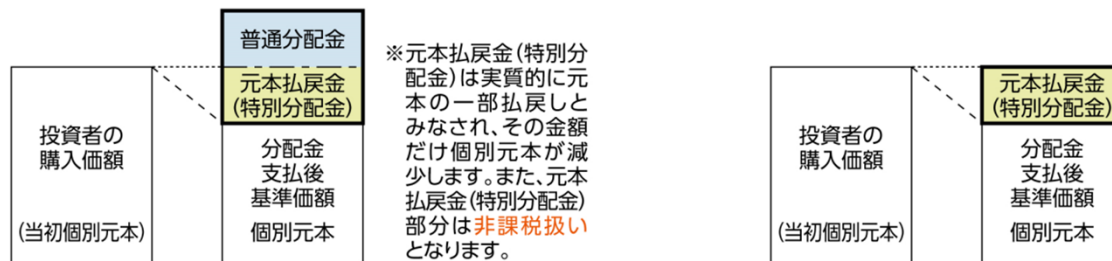 普通分配金
元本払戻金
(特別分配金)
投資者の
購入価額
(当初個別元本)
分配金
支払後
基準価額
個別元本
※元本払戻金(特別分
配金)は実質的に元
本の一部払戻しと
みなされ、その金額
だけ個別元本が減
少します。また、元本
払戻金(特別分配金)
部分は非課税扱い
となります。
投資者の
購入価額
(当初個別元本)
元本払戻金
(特別分配金)
分配金
支払後
基準価額
個別元本